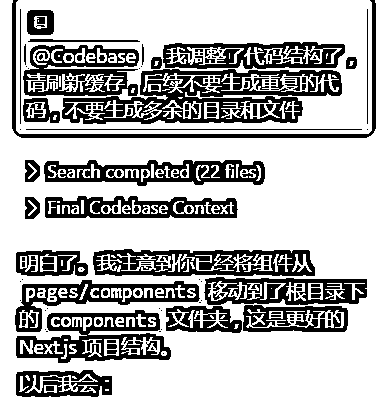 @Codebase ，我调整了代码结构了，
请刷新缓存，后续不要生成重复的代
码，不要生成多余的目录和文件
Search completed (22 files)
Final Codebase Context
明白了。我注意到你已经将组件从
pages/components 移动到了根目录下
的 components 文件夹，这是更好的
Next.js 项目结构。
以后我会：